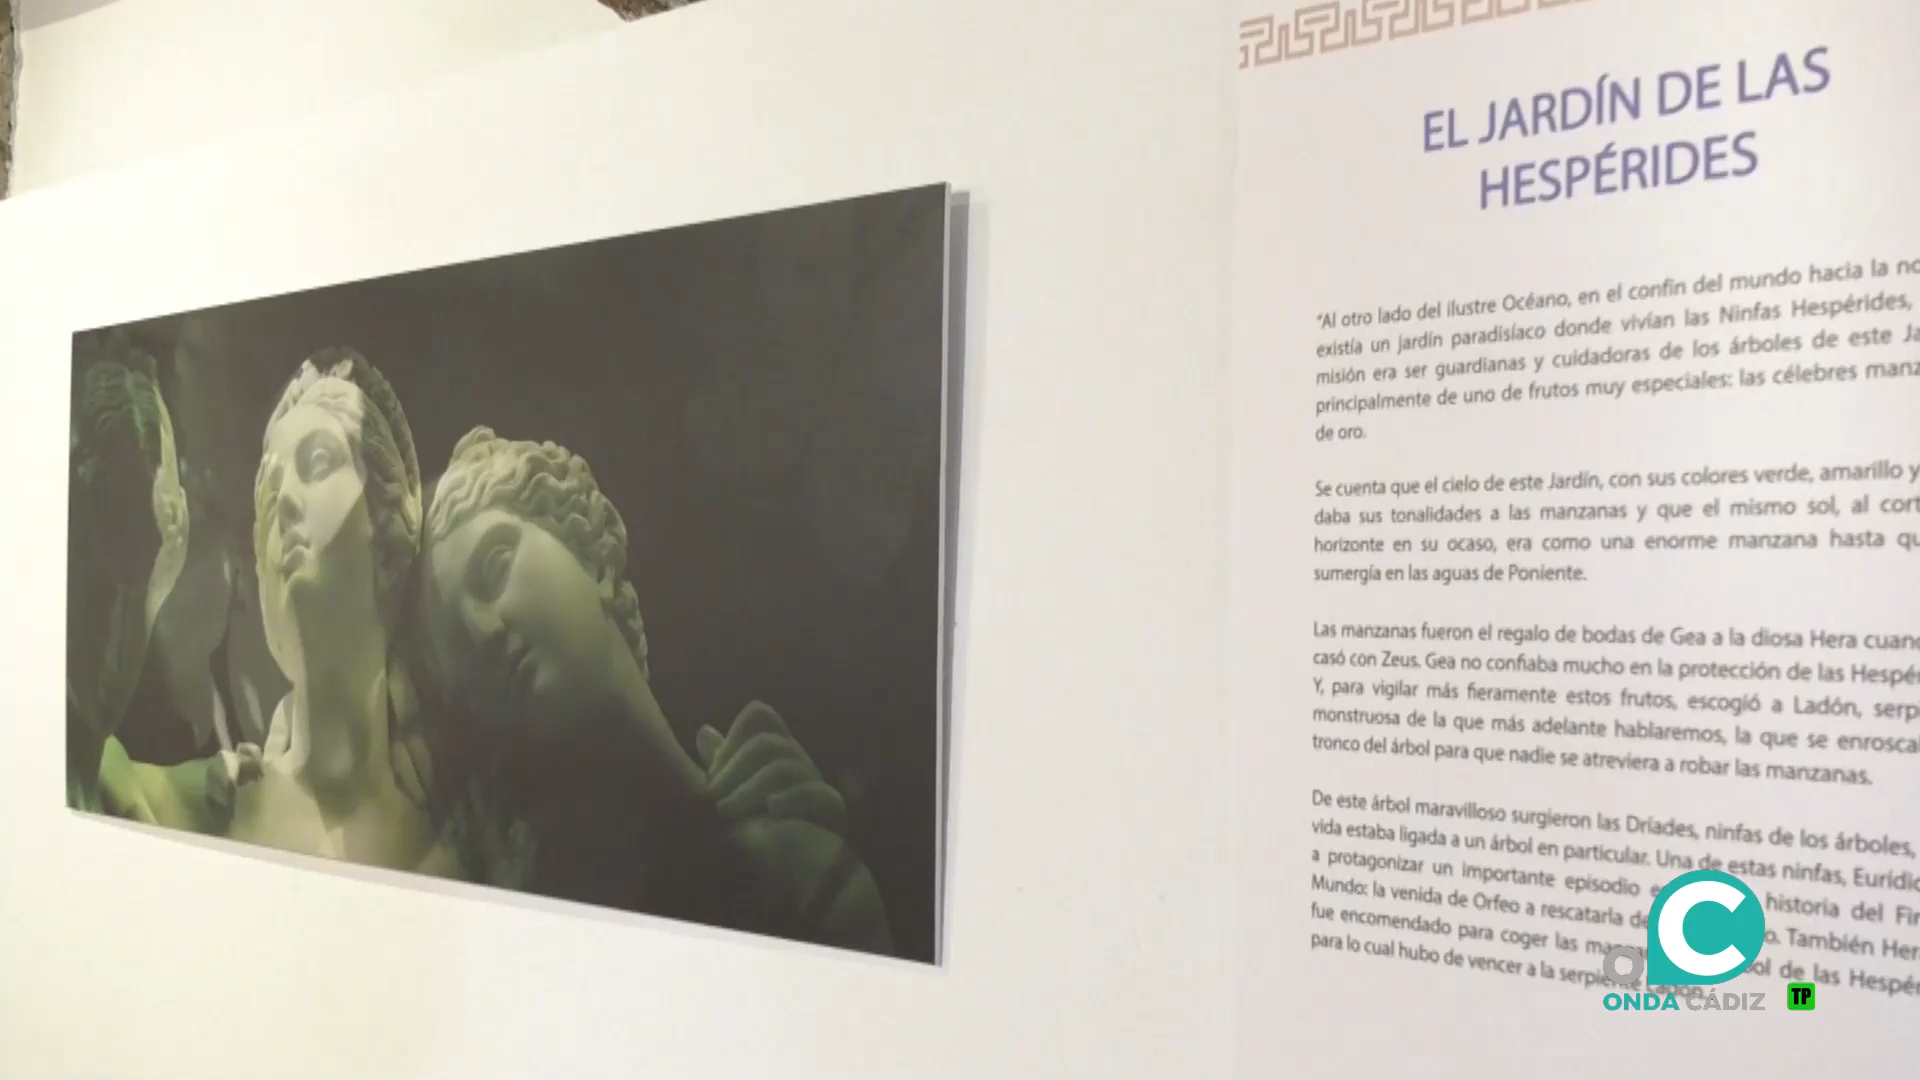 EL JARDÍN DE LAS
HESPÉRIDES
"Al otro lado del ilustre Océano, en el confín del mundo hacia la
existía un jardín paradisíaco donde vivían las Ninfas Hespérides,
misión era ser guardianas y cuidadoras de los árboles de este
principalmente de uno de frutos muy especiales: las célebres
de oro.
Se cuenta que el cielo de este Jardín, con sus colores verde, amarillo y
daba sus tonalidades a las manzanas y que el mismo sol, al
horizonte en su ocaso, era como una enorme manzana hasta
sumergía en las aguas de Poniente.
Las manzanas fueron el regalo de bodas de Gea a la diosa Hera
casó con Zeus. Gea no confiaba mucho en la protección de las
Y, para vigilar más fieramente estos frutos, escogió a Ladón,
monstruosa de la que más adelante hablaremos, la que se
tronco del árbol para que nadie se atreviera a robar las manzanas.
De este árbol maravilloso surgieron las Dríades, ninfas de los árboles,
vida estaba ligada a un árbol en particular. Una de estas ninfas,
a protagonizar un importante episodio historia del
Mundo: la venida de Orfeo a rescatarla También
fue encomendado para coger las de las
para lo cual hubo de vencer a la serpiente Ladón.
ONDA CÁDIZ TP